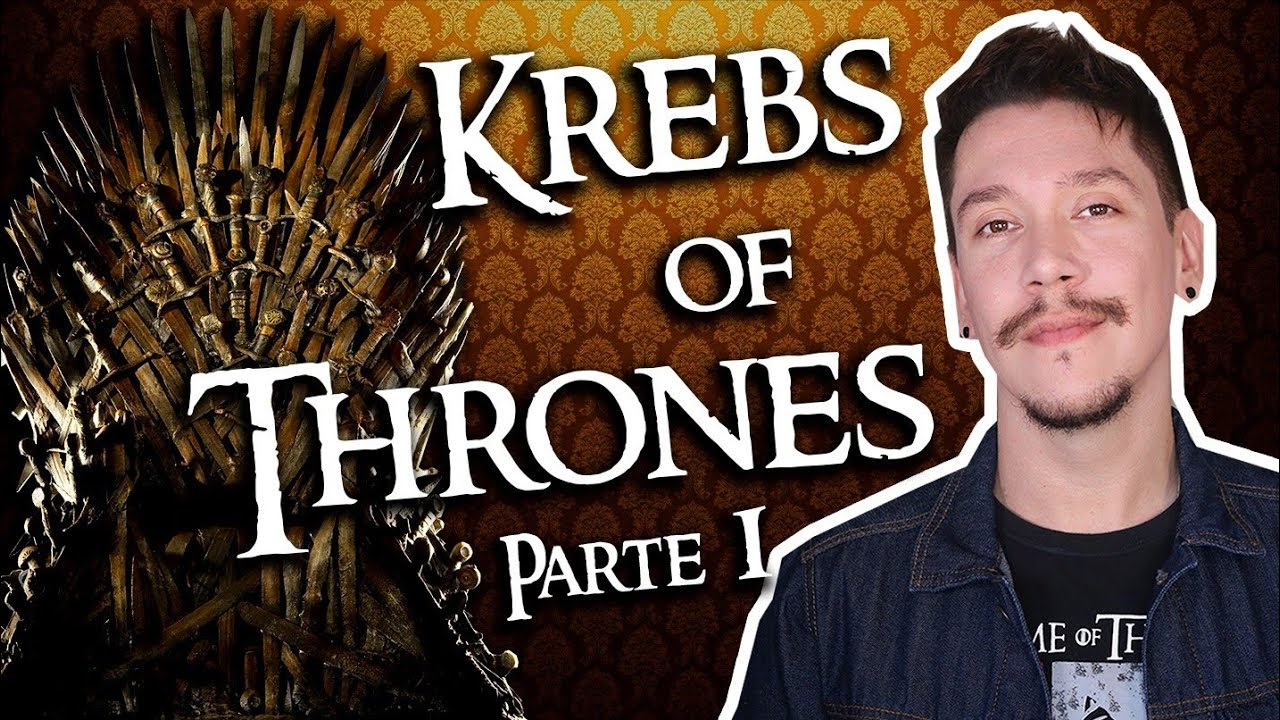 KREBS
OF
THRONES
PARTE I
ME OF TH